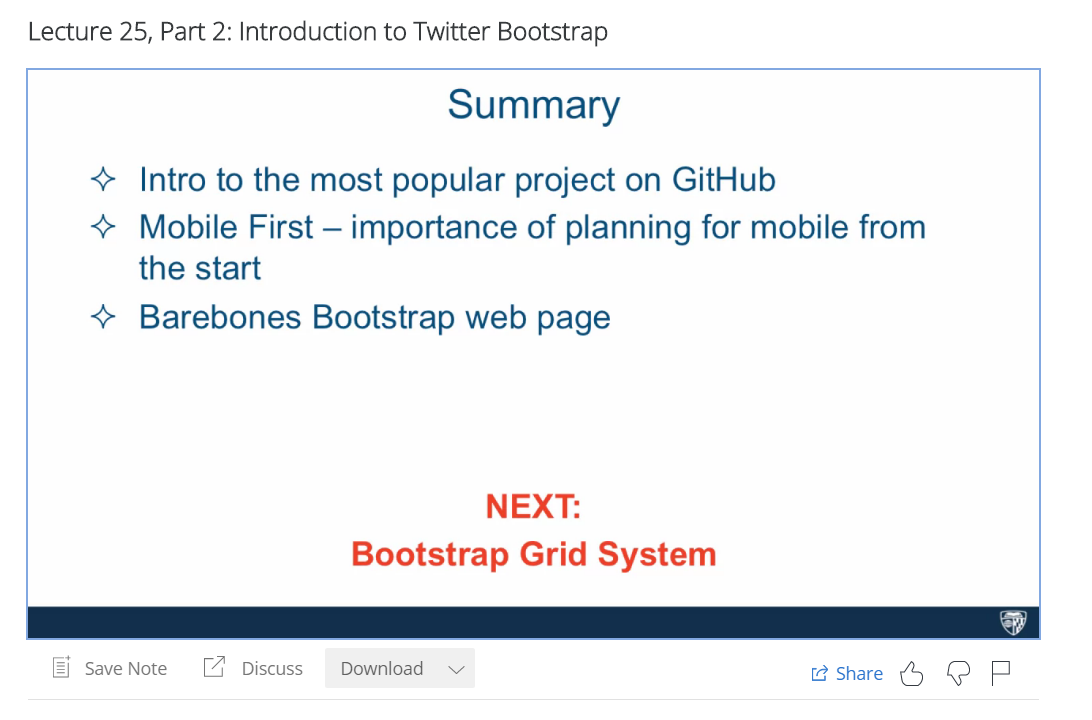 Lecture 25, Part 2: Introduction to Twitter Bootstrap
Summary
Intro to the most popular project on GitHub
Mobile First – importance of planning for mobile from
the start
Barebones Bootstrap web page
NEXT:
Bootstrap Grid System
Save Note Discuss Download Share